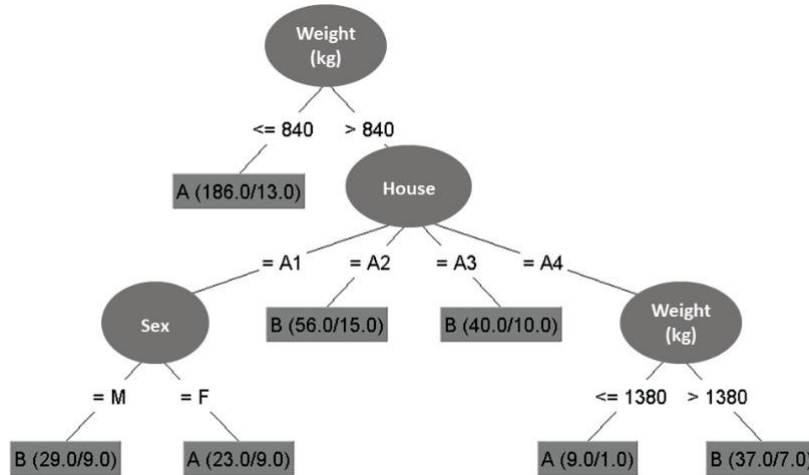 Weight
(kg)
<= 840 > 840
A (186.0/13.0)
House
= A1 = A2 = A3 = A4
Sex
B (56.0/15.0) B (40.0/10.0)
Weight
(kg)
= M = F
<= 1380 > 1380
B (29.0/9.0) A (23.0/9.0) A (9.0/1.0) B (37.0/7.0)